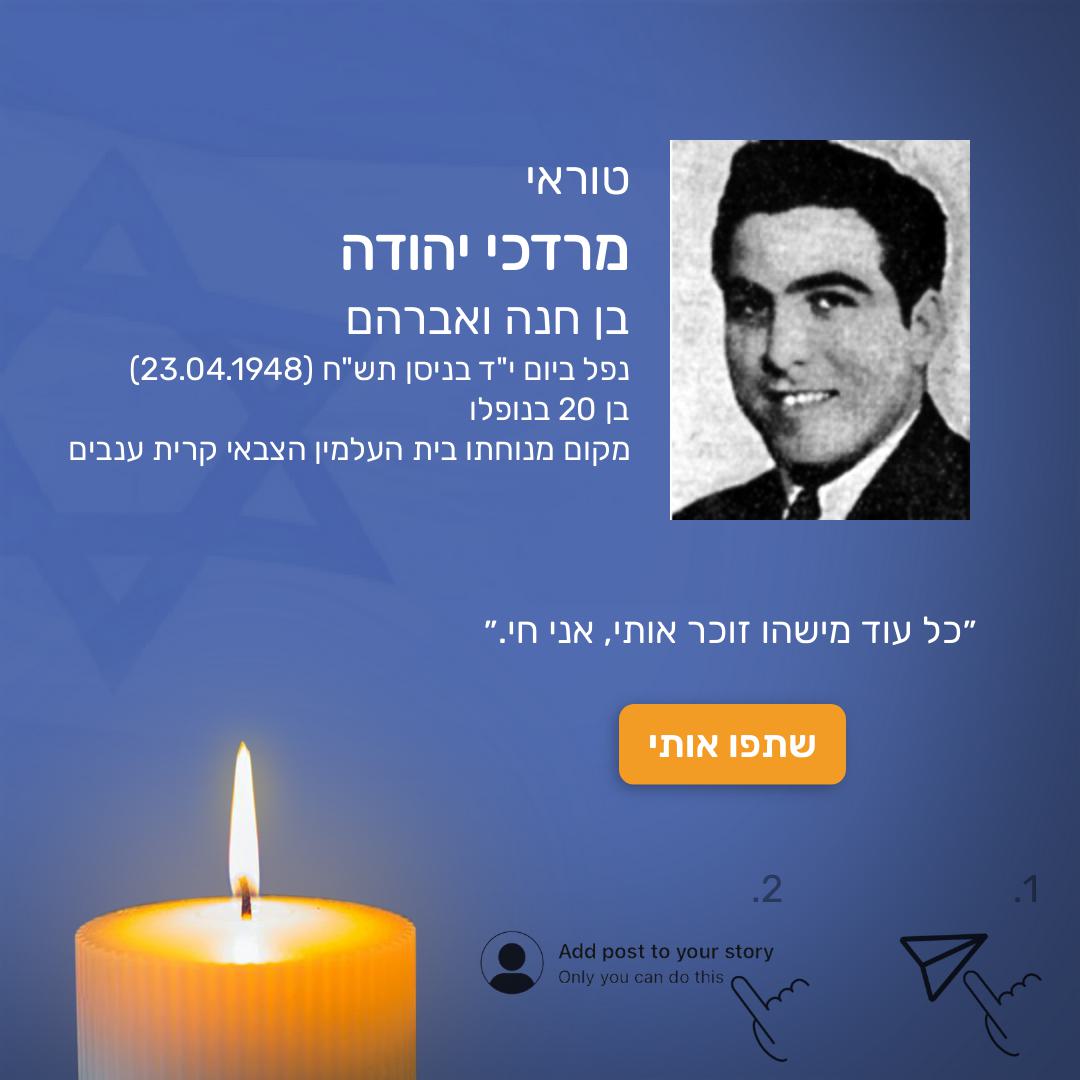 טוראי
מרדכי יהודה
בן חנה ואברהם
נפל ביום י"ד בניסן תש"ח (23.04.1948)
בן 20 בנופלו
מקום מנוחתו בית העלמין הצבאי קרית ענבים
״כל עוד מישהו זוכר אותי, אני חי.״
שתפו אותי
1.
2.
Add post to your story
Only you can do this